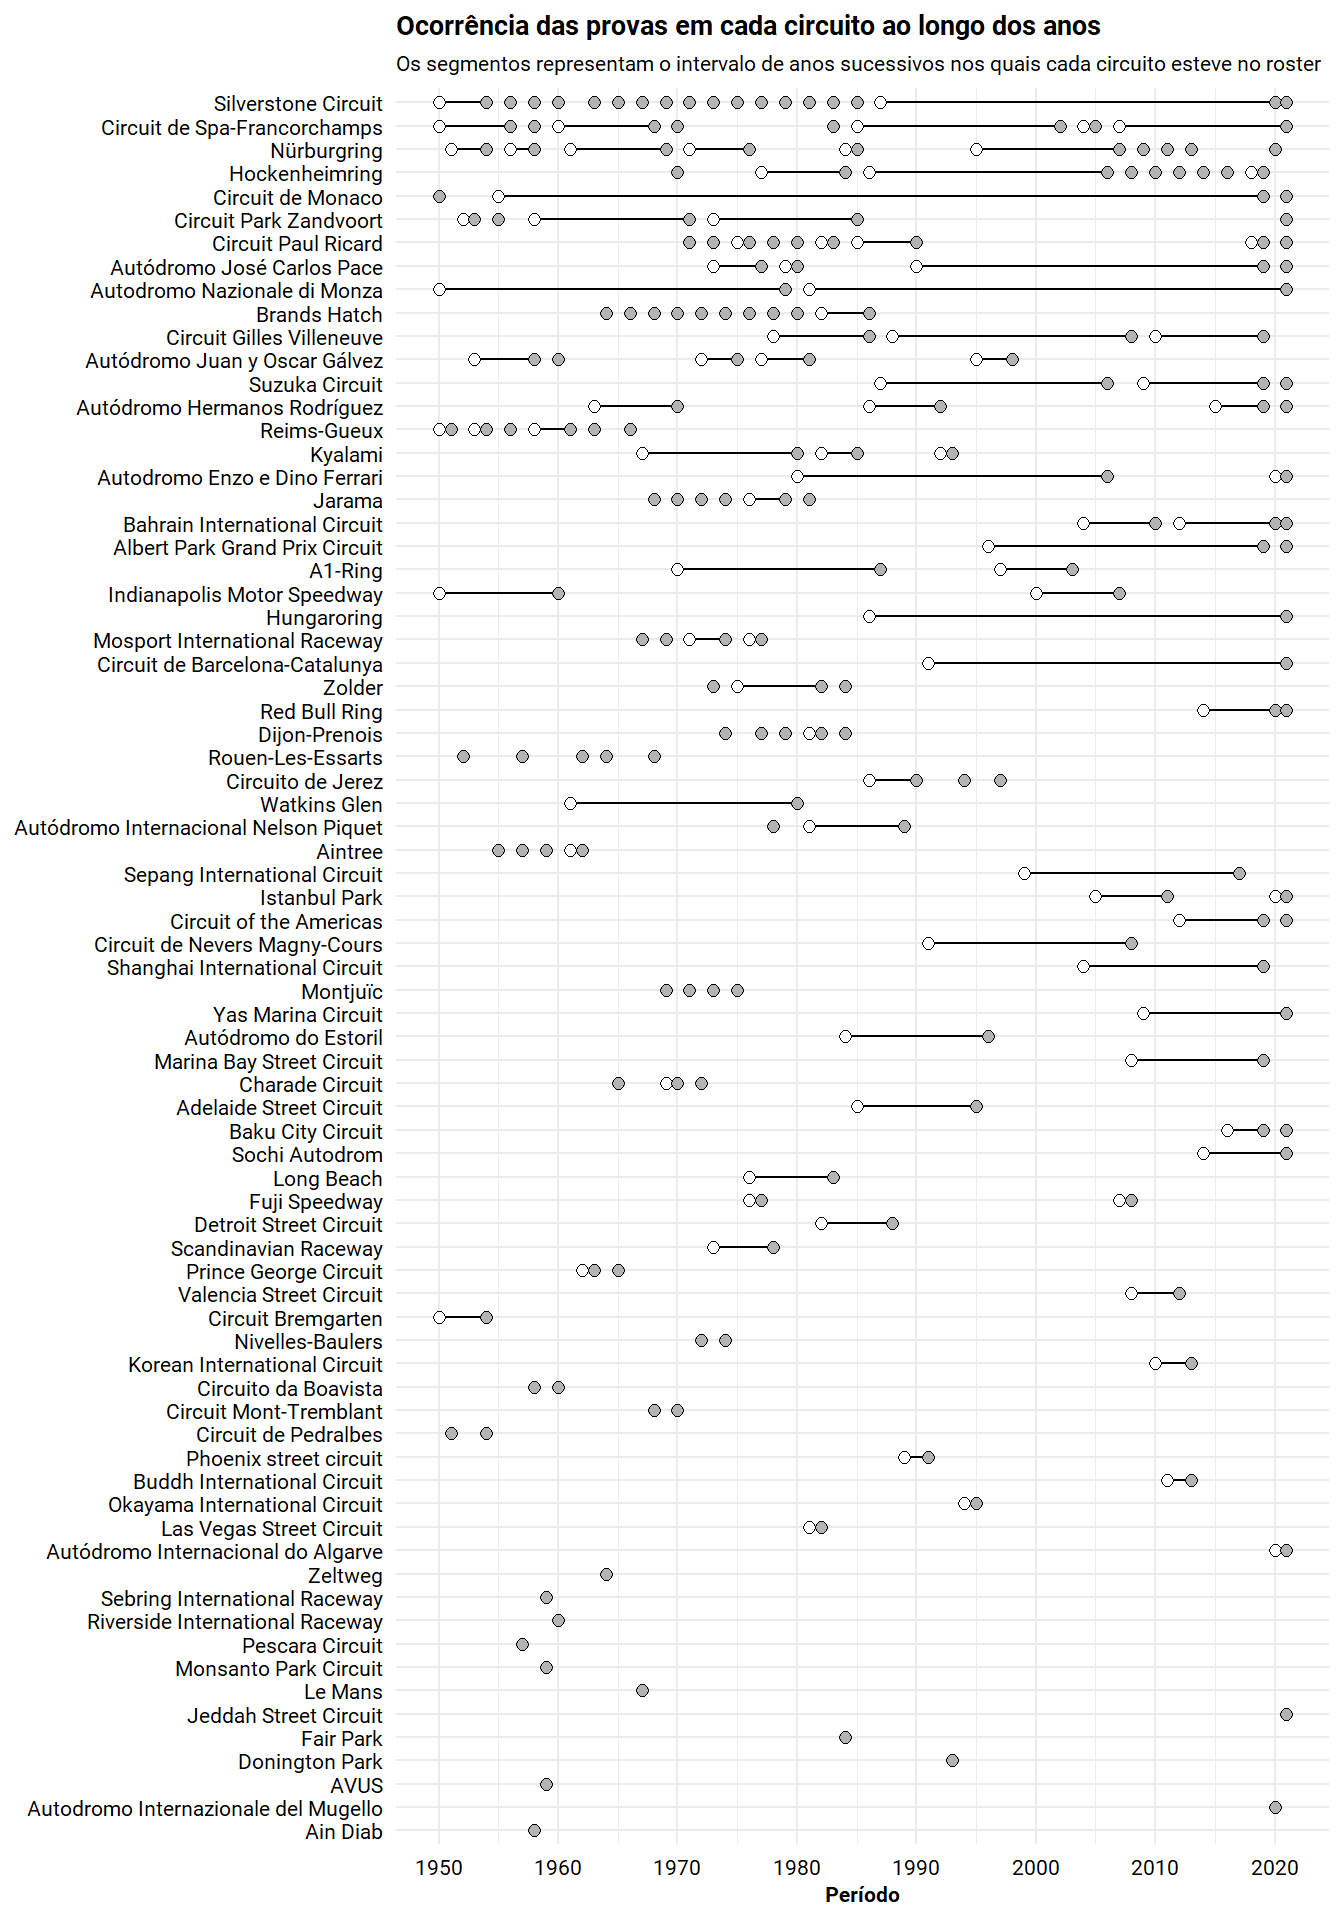 Ocorrência das provas em cada circuito ao longo dos anos
Os segmentos representam o intervalo de anos sucessivos nos quais cada circuito esteve no roster
Silverstone Circuit
Circuit de Spa-Francorchamps
Nürburgring
Hockenheimring
Circuit de Monaco
Circuit Park Zandvoort
Circuit Paul Ricard
Autódromo José Carlos Pace
Autodromo Nazionale di Monza
Brands Hatch
Circuit Gilles Villeneuve
Autódromo Juan y Oscar Gálvez
Suzuka Circuit
Autódromo Hermanos Rodríguez
Reims-Gueux
Kyalami
Autodromo Enzo e Dino Ferrari
Jarama
Bahrain International Circuit
Albert Park Grand Prix Circuit
A1-Ring
Indianapolis Motor Speedway
Hungaroring
Mosport International Raceway
Circuit de Barcelona-Catalunya
Zolder
Red Bull Ring
Dijon-Prenois
Rouen-Les-Essarts
Circuito de Jerez
Watkins Glen
Autódromo Internacional Nelson Piquet
Aintree
Sepang International Circuit
Istanbul Park
Circuit of the Americas
Circuit de Nevers Magny-Cours
Shanghai International Circuit
Montjuïc
Yas Marina Circuit
Autódromo do Estoril
Marina Bay Street Circuit
Charade Circuit
Adelaide Street Circuit
Baku City Circuit
Sochi Autodrom
Long Beach
Fuji Speedway
Detroit Street Circuit
Scandinavian Raceway
Prince George Circuit
Valencia Street Circuit
Circuit Bremgarten
Nivelles-Baulers
Korean International Circuit
Circuito da Boavista
Circuit Mont-Tremblant
Circuit de Pedralbes
Phoenix street circuit
Buddh International Circuit
Okayama International Circuit
Las Vegas Street Circuit
Autódromo Internacional do Algarve
Zeltweg
Sebring International Raceway
Riverside International Raceway
Pescara Circuit
Monsanto Park Circuit
Le Mans
Jeddah Street Circuit
Fair Park
Donington Park
AVUS
Autodromo Internazionale del Mugello
Ain Diab
1950 1960 1970 1980 1990 2000 2010 2020
Período